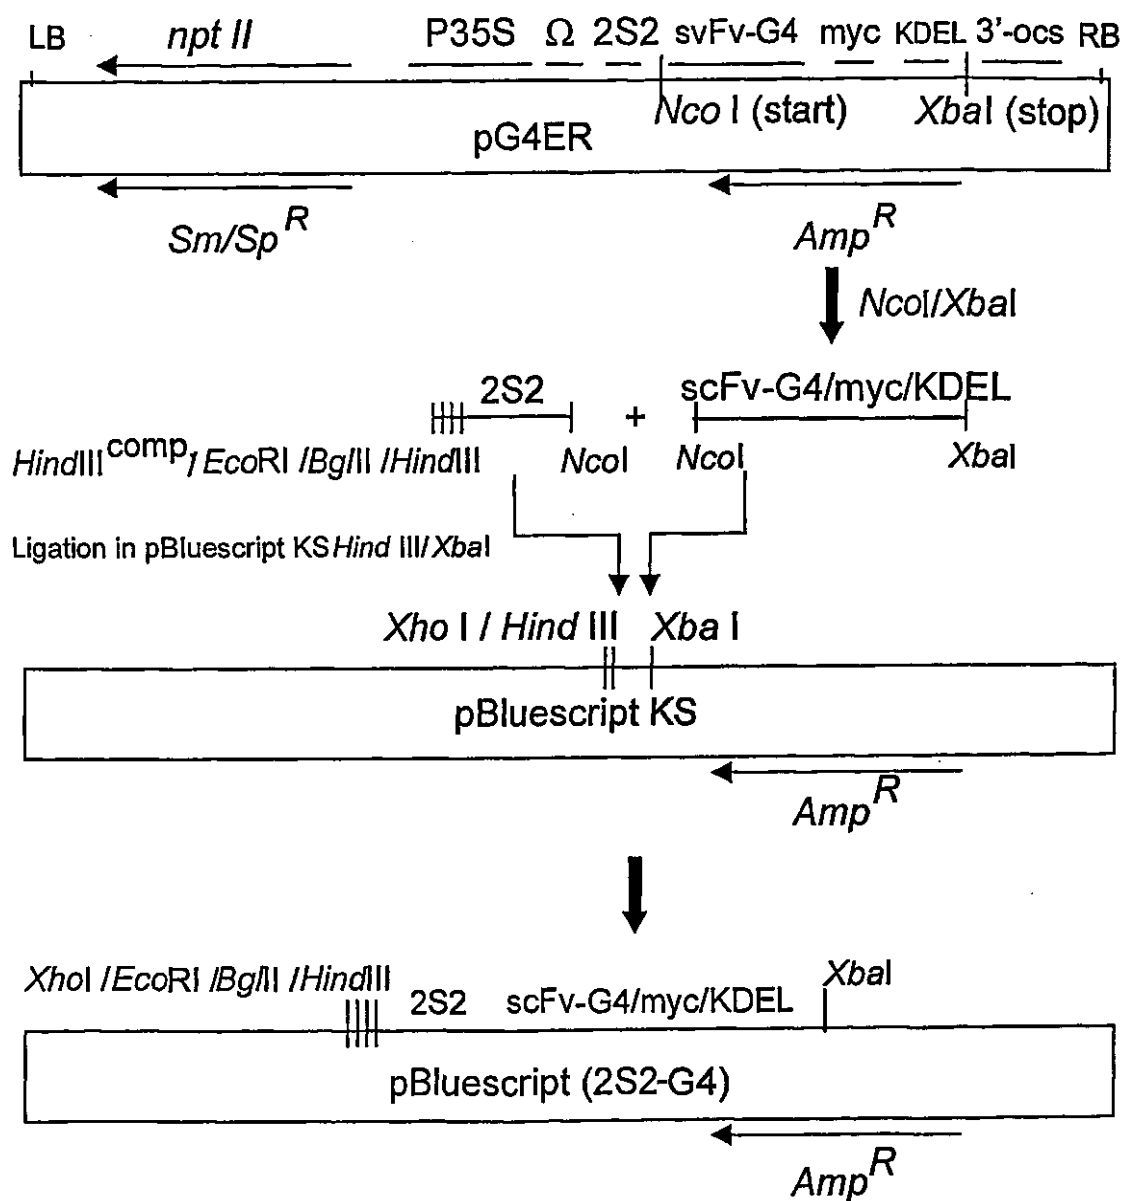 LB npt II P35S Ω 2S2 svFv-G4 myc KDEL 3'-ocs RB
Nco I (start) XbaI (stop)
pG4ER
Sm/Sp^R Amp^R
NcoI/XbaI
2S2 + scFv-G4/myc/KDEL
HindIII^comp/EcoRI /BglII /HindIII NcoI NcoI XbaI
Ligation in pBluescript KS Hind III/XbaI
Xho I / Hind III Xba I
pBluescript KS
Amp^R
XhoI /EcoRI /BglII /HindIII 2S2 scFv-G4/myc/KDEL XbaI
pBluescript (2S2-G4)
Amp^R